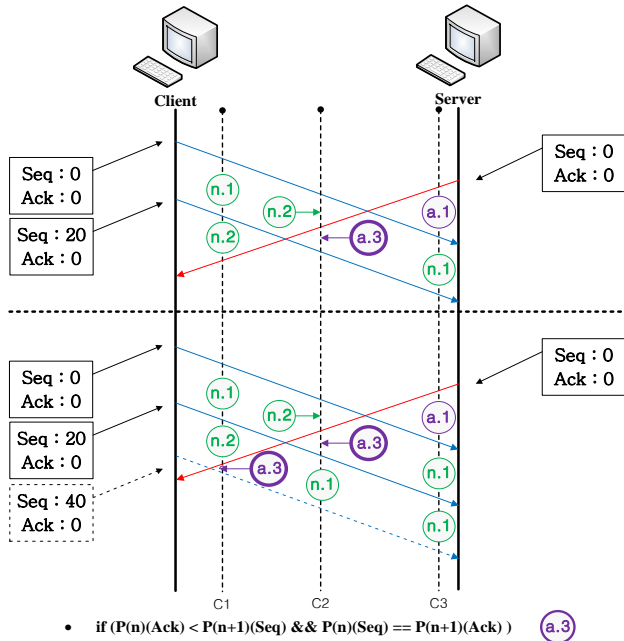 Client
Server
Seq : 0
Ack : 0
Seq : 0
Ack : 0
n.1
n.2
a.1
Seq : 20
Ack : 0
n.2
a.3
n.1
Seq : 0
Ack : 0
Seq : 0
Ack : 0
n.1
n.2
a.1
Seq : 20
Ack : 0
n.2
a.3
a.3
n.1
n.1
Seq : 40
Ack : 0
n.1
C1
C2
C3
• if (P(n)(Ack) < P(n+1)(Seq) && P(n)(Seq) == P(n+1)(Ack) )
a.3